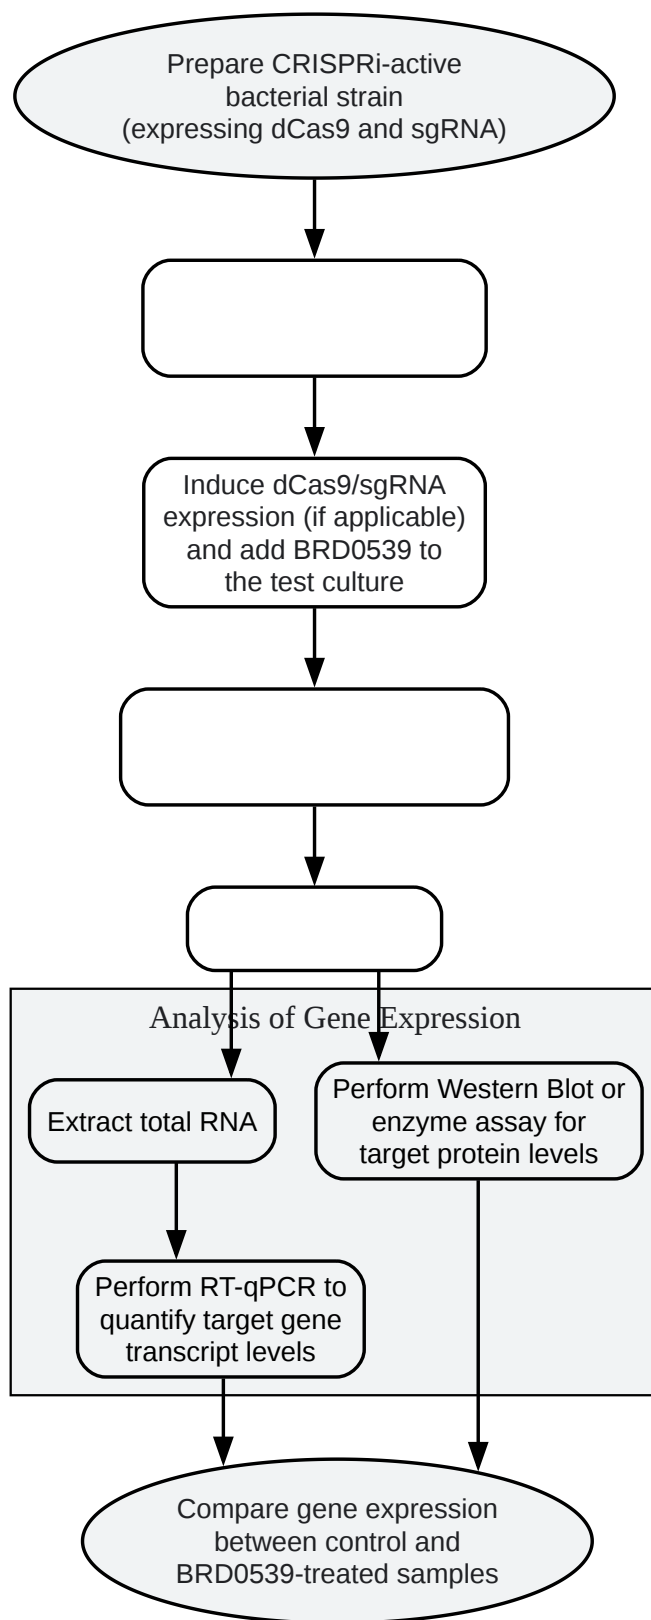 Prepare CRISPRi-active
bacterial strain
(expressing dCas9 and sgRNA)
Induce dCas9/sgRNA
expression (if applicable)
and add BRD0539 to
the test culture
Analysis of Gene Expression
Extract total RNA
Perform Western Blot or
enzyme assay for
target protein levels
Perform RT-qPCR to
quantify target gene
transcript levels
Compare gene expression
between control and
BRD0539-treated samples